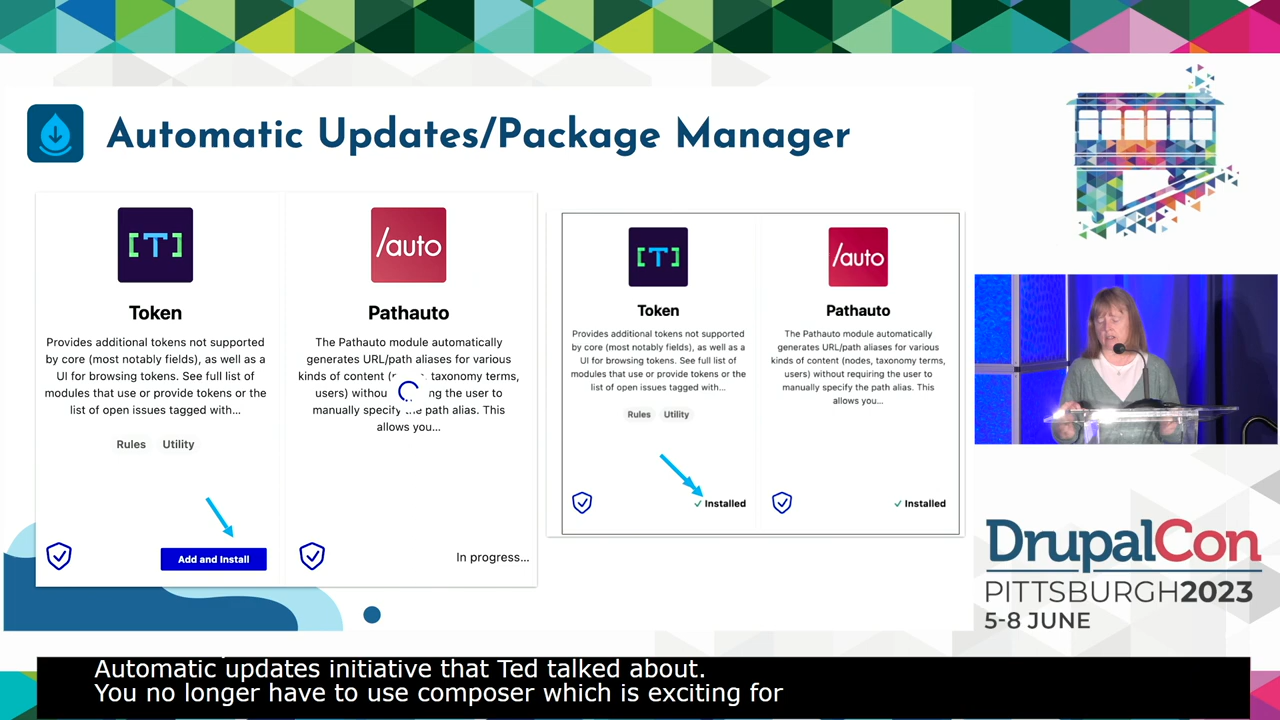 Automatic Updates/Package Manager
[T]
Token
Provides additional tokens not supported
by core (most notably fields), as well as a
UI for browsing tokens. See full list of
modules that use or provide tokens or the
list of open issues tagged with...
Rules Utility
Add and Install
/auto
Pathauto
The Pathauto module automatically
generates URL/path aliases for various
kinds of content ( , taxonomy terms,
users) withou ng the user to
manually specify the path alias. This
allows you...
In progress...
[T]
Token
Provides additional tokens not supported
by core (most notably fields), as well as a
UI for browsing tokens. See full list of
modules that use or provide tokens or the
list of open issues tagged with...
Rules Utility
Installed
/auto
Pathauto
The Pathauto module automatically
generates URL/path aliases for various
kinds of content (nodes, taxonomy terms,
users) without requiring the user to
manually specify the path alias. This
allows you...
Installed
DrupalCon
PITTSBURGH2023
5-8 JUNE
Automatic updates initiative that Ted talked about.
You no longer have to use composer which is exciting for